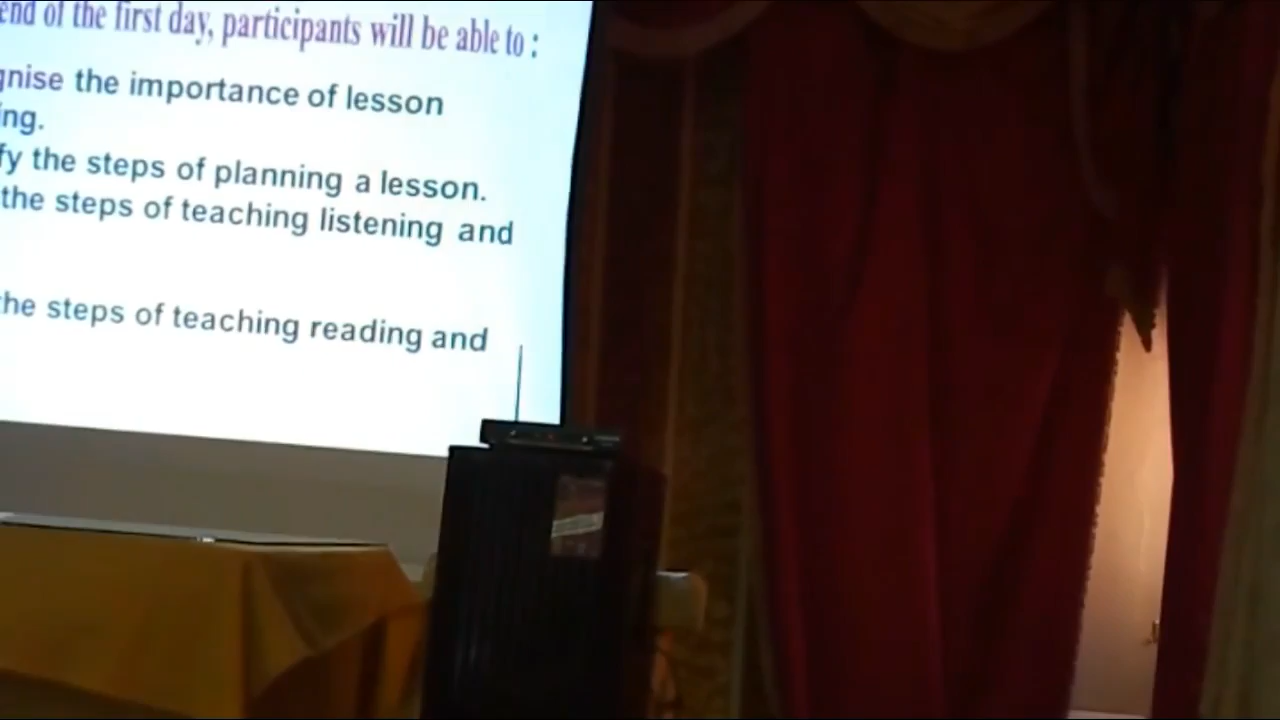 end of the first day, participants will be able to :
gnise the importance of lesson
ing.
fy the steps of planning a lesson.
the steps of teaching listening and
the steps of teaching reading and